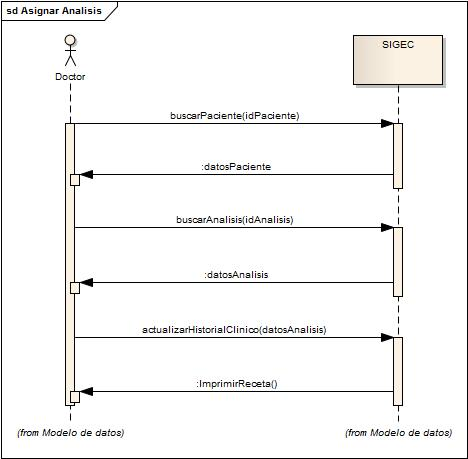 sd Asignar Analisis
SIGEC
Doctor
buscarPaciente(idPaciente)
:datosPaciente
buscarAnalisis(idAnalisis)
:datosAnalisis
actualizarHistorialClinico(datosAnalisis)
:ImprimirReceta()
(from Modelo de datos)
(from Modelo de datos)